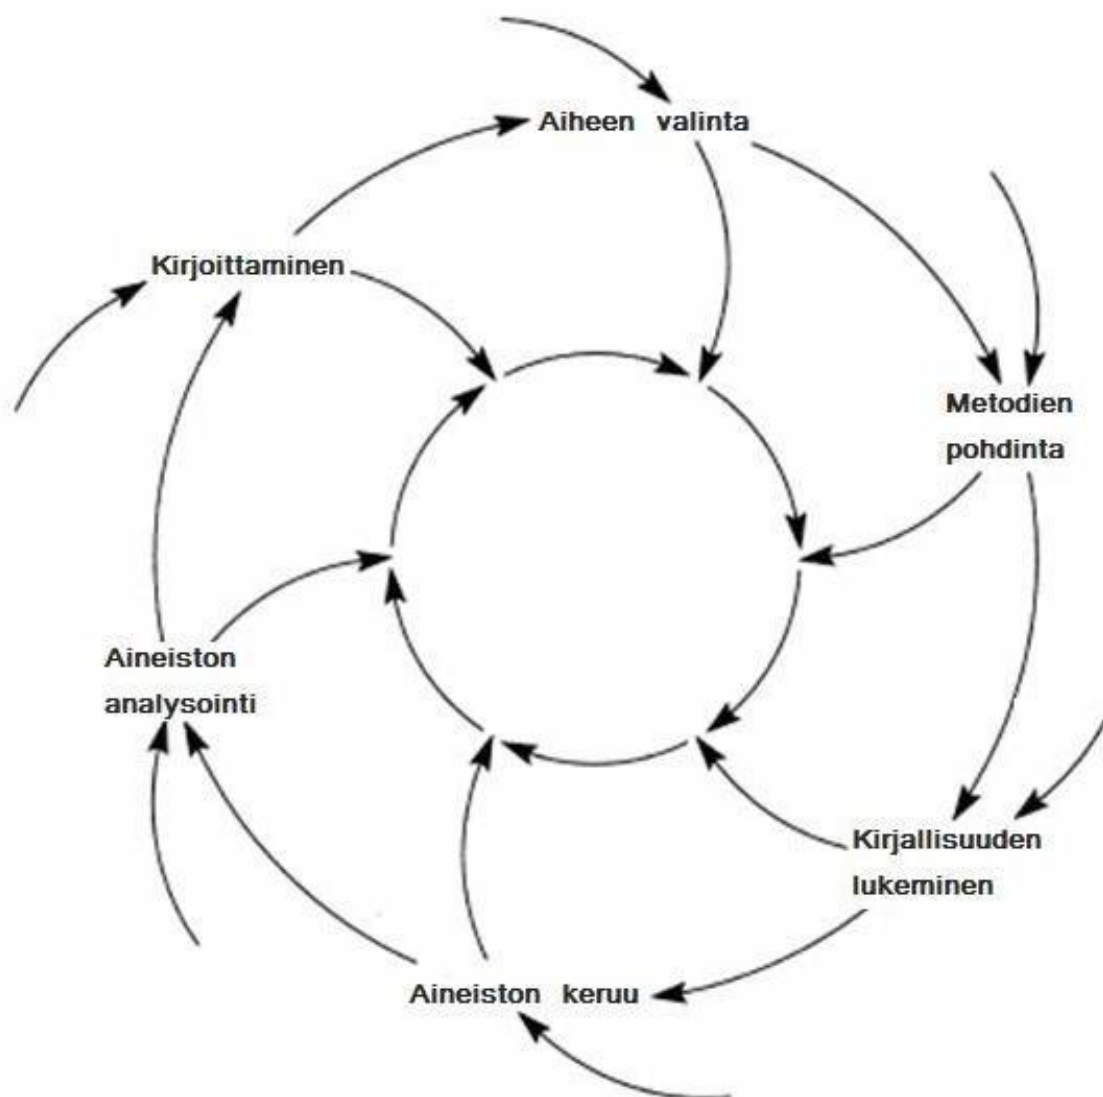 Aiheen valinta
Metodien
pohdinta
Kirjallisuuden
lukeminen
Aineiston keruu
Aineiston
analysointi
Kirjoittaminen